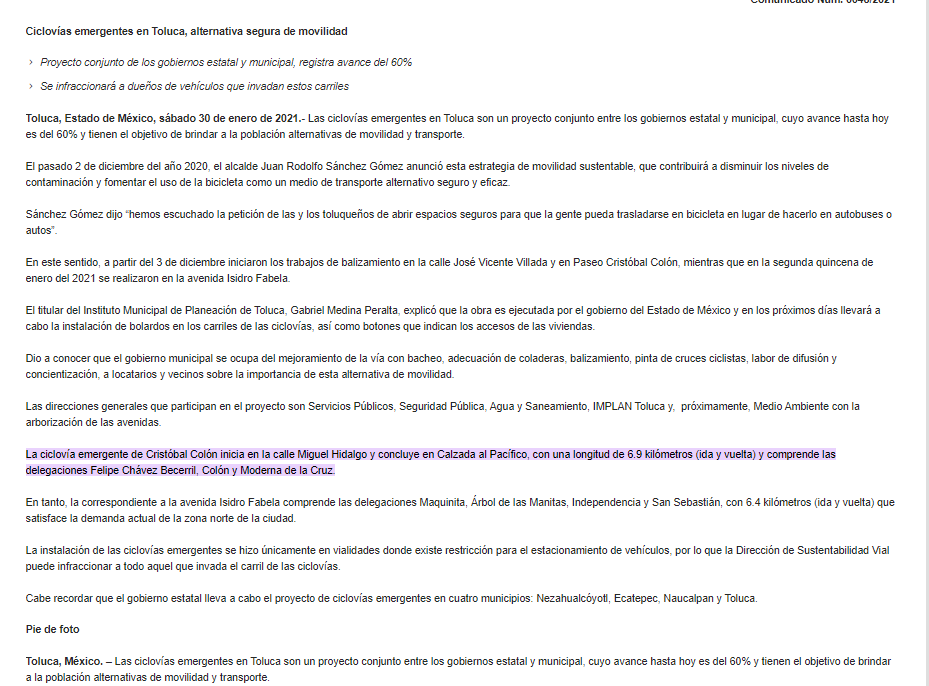 Comunicado Núm. 0046/2021
Ciclovías emergentes en Toluca, alternativa segura de movilidad
› Proyecto conjunto de los gobiernos estatal y municipal, registra avance del 60%
› Se infraccionará a dueños de vehículos que invadan estos carriles
Toluca, Estado de México, sábado 30 de enero de 2021.- Las ciclovías emergentes en Toluca son un proyecto conjunto entre los gobiernos estatal y municipal, cuyo avance hasta hoy
es del 60% y tienen el objetivo de brindar a la población alternativas de movilidad y transporte.
El pasado 2 de diciembre del año 2020, el alcalde Juan Rodolfo Sánchez Gómez anunció esta estrategia de movilidad sustentable, que contribuirá a disminuir los niveles de
contaminación y fomentar el uso de la bicicleta como un medio de transporte alternativo seguro y eficaz.
Sánchez Gómez dijo “hemos escuchado la petición de las y los toluqueños de abrir espacios seguros para que la gente pueda trasladarse en bicicleta en lugar de hacerlo en autobuses o
autos”.
En este sentido, a partir del 3 de diciembre iniciaron los trabajos de balizamiento en la calle José Vicente Villada y en Paseo Cristóbal Colón, mientras que en la segunda quincena de
enero del 2021 se realizaron en la avenida Isidro Fabela.
El titular del Instituto Municipal de Planeación de Toluca, Gabriel Medina Peralta, explicó que la obra es ejecutada por el gobierno del Estado de México y en los próximos días llevará a
cabo la instalación de bolardos en los carriles de las ciclovías, así como botones que indican los accesos de las viviendas.
Dio a conocer que el gobierno municipal se ocupa del mejoramiento de la vía con bacheo, adecuación de coladeras, balizamiento, pinta de cruces ciclistas, labor de difusión y
concientización, a locatarios y vecinos sobre la importancia de esta alternativa de movilidad.
Las direcciones generales que participan en el proyecto son Servicios Públicos, Seguridad Pública, Agua y Saneamiento, IMPLAN Toluca y, próximamente, Medio Ambiente con la
arborización de las avenidas.
La ciclovía emergente de Cristóbal Colón inicia en la calle Miguel Hidalgo y concluye en Calzada al Pacífico, con una longitud de 6.9 kilómetros (ida y vuelta) y comprende las
delegaciones Felipe Chávez Becerril, Colón y Moderna de la Cruz.
En tanto, la correspondiente a la avenida Isidro Fabela comprende las delegaciones Maquinita, Árbol de las Manitas, Independencia y San Sebastián, con 6.4 kilómetros (ida y vuelta) que
satisface la demanda actual de la zona norte de la ciudad.
La instalación de las ciclovías emergentes se hizo únicamente en vialidades donde existe restricción para el estacionamiento de vehículos, por lo que la Dirección de Sustentabilidad Vial
puede infraccionar a todo aquel que invada el carril de las ciclovías.
Cabe recordar que el gobierno estatal lleva a cabo el proyecto de ciclovías emergentes en cuatro municipios: Nezahualcóyotl, Ecatepec, Naucalpan y Toluca.
Pie de foto
Toluca, México. – Las ciclovías emergentes en Toluca son un proyecto conjunto entre los gobiernos estatal y municipal, cuyo avance hasta hoy es del 60% y tienen el objetivo de brindar
a la población alternativas de movilidad y transporte.